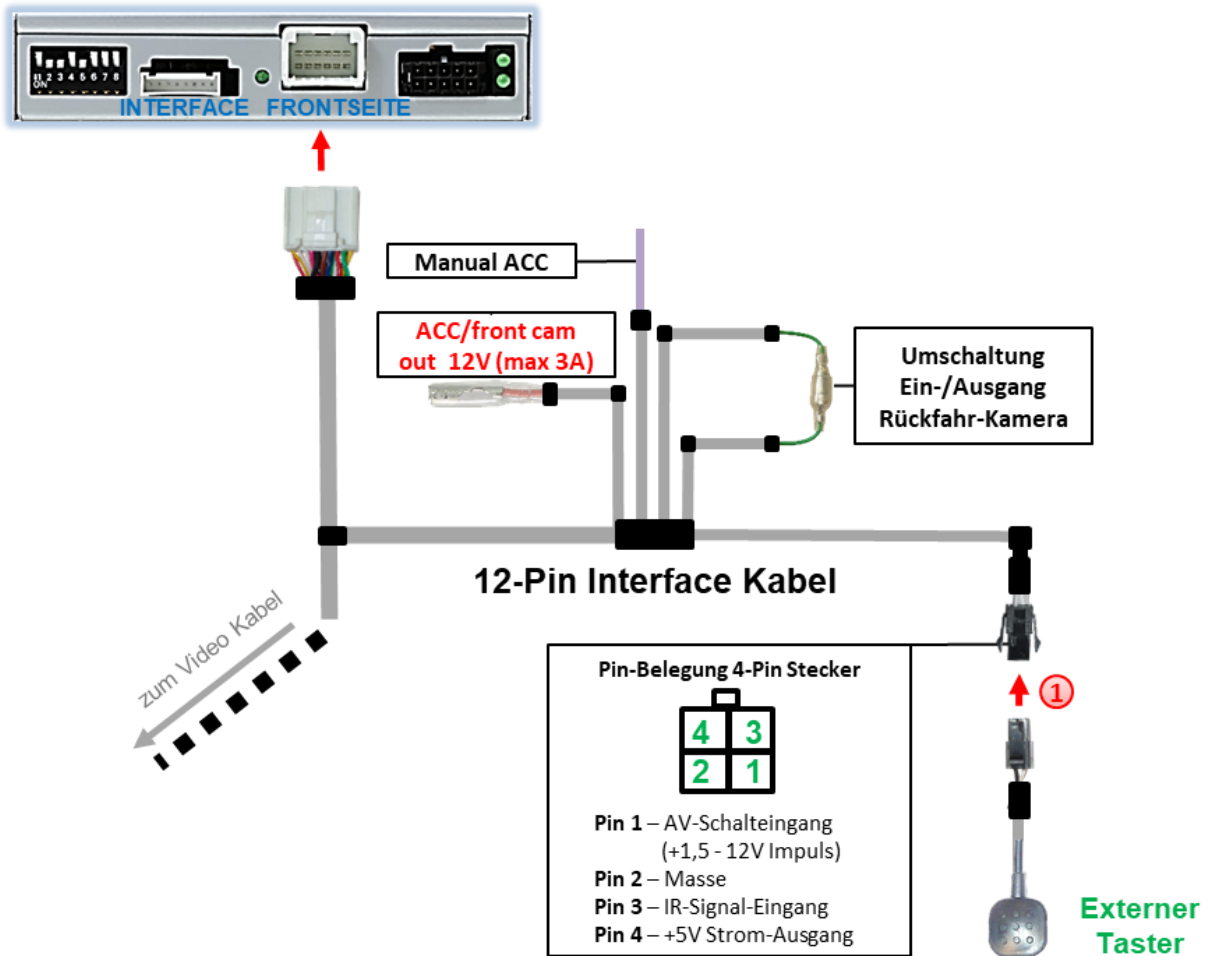 1 2 3 4 5 6 7 8
ON
INTERFACE FRONTSEITE
Manual ACC
ACC/front cam
out 12V (max 3A)
Umschaltung
Ein-/Ausgang
Rückfahr-Kamera
12-Pin Interface Kabel
zum Video Kabel
Pin-Belegung 4-Pin Stecker
4 3
2 1
Pin 1 – AV-Schalteingang
(+1,5 - 12V Impuls)
Pin 2 – Masse
Pin 3 – IR-Signal-Eingang
Pin 4 – +5V Strom-Ausgang
1
Externer
Taster